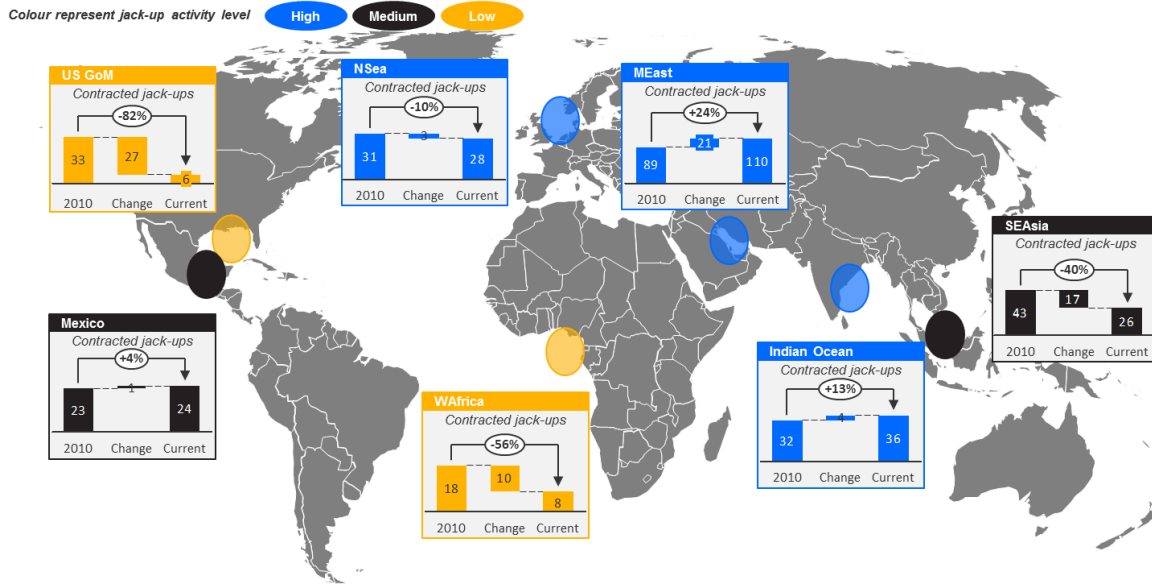 Colour represent jack-up activity level High Medium Low
US GoM
Contracted jack-ups
-82%
33 27 6
2010 Change Current
NSea
Contracted jack-ups
-10%
31 3 28
2010 Change Current
MEast
Contracted jack-ups
+24%
89 21 110
2010 Change Current
SEAsia
Contracted jack-ups
-40%
43 17 26
2010 Change Current
Mexico
Contracted jack-ups
+4%
23 1 24
2010 Change Current
WAfrica
Contracted jack-ups
-56%
18 10 8
2010 Change Current
Indian Ocean
Contracted jack-ups
+13%
32 4 36
2010 Change Current